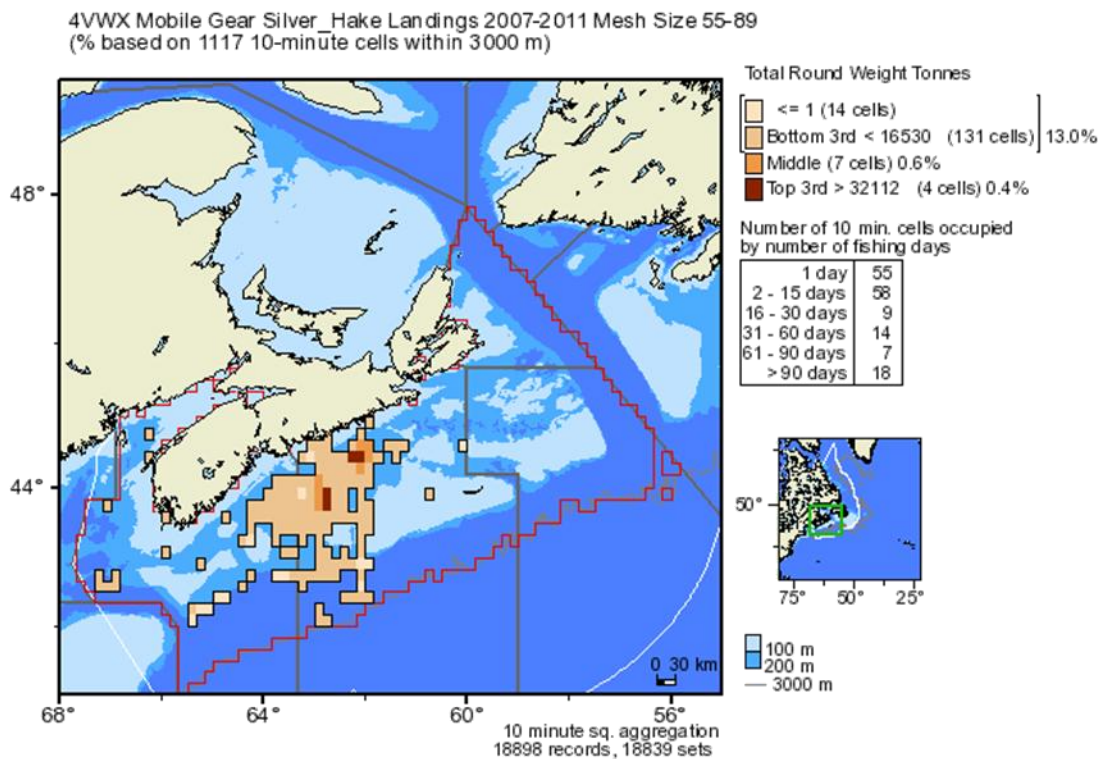 4VWX Mobile Gear Silver_Hake Landings 2007-2011 Mesh Size 55-89
(% based on 1117 10-minute cells within 3000 m)
Total Round Weight Tonnes
<= 1 (14 cells)
Bottom 3rd < 16530 (131 cells) 13.0%
Middle (7 cells) 0.6%
Top 3rd > 32112 (4 cells) 0.4%
Number of 10 min. cells occupied
by number of fishing days
1 day 55
2 - 15 days 58
16 - 30 days 9
31 - 60 days 14
61 - 90 days 7
>90 days 18
48°
44°
68°
64°
60°
56°
0 30 km
50°
75° 50° 25°
100 m
200 m
3000 m
10 minute sq. aggregation
18898 records, 18839 sets